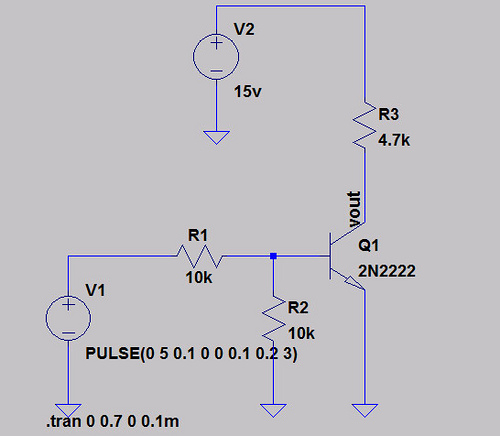 V2
15v
R3
4.7k
vout
R1
10k
Q1
2N2222
V1
R2
10k
PULSE(0 5 0.1 0 0 0.1 0.2 3)
.tran 0 0.7 0 0.1m